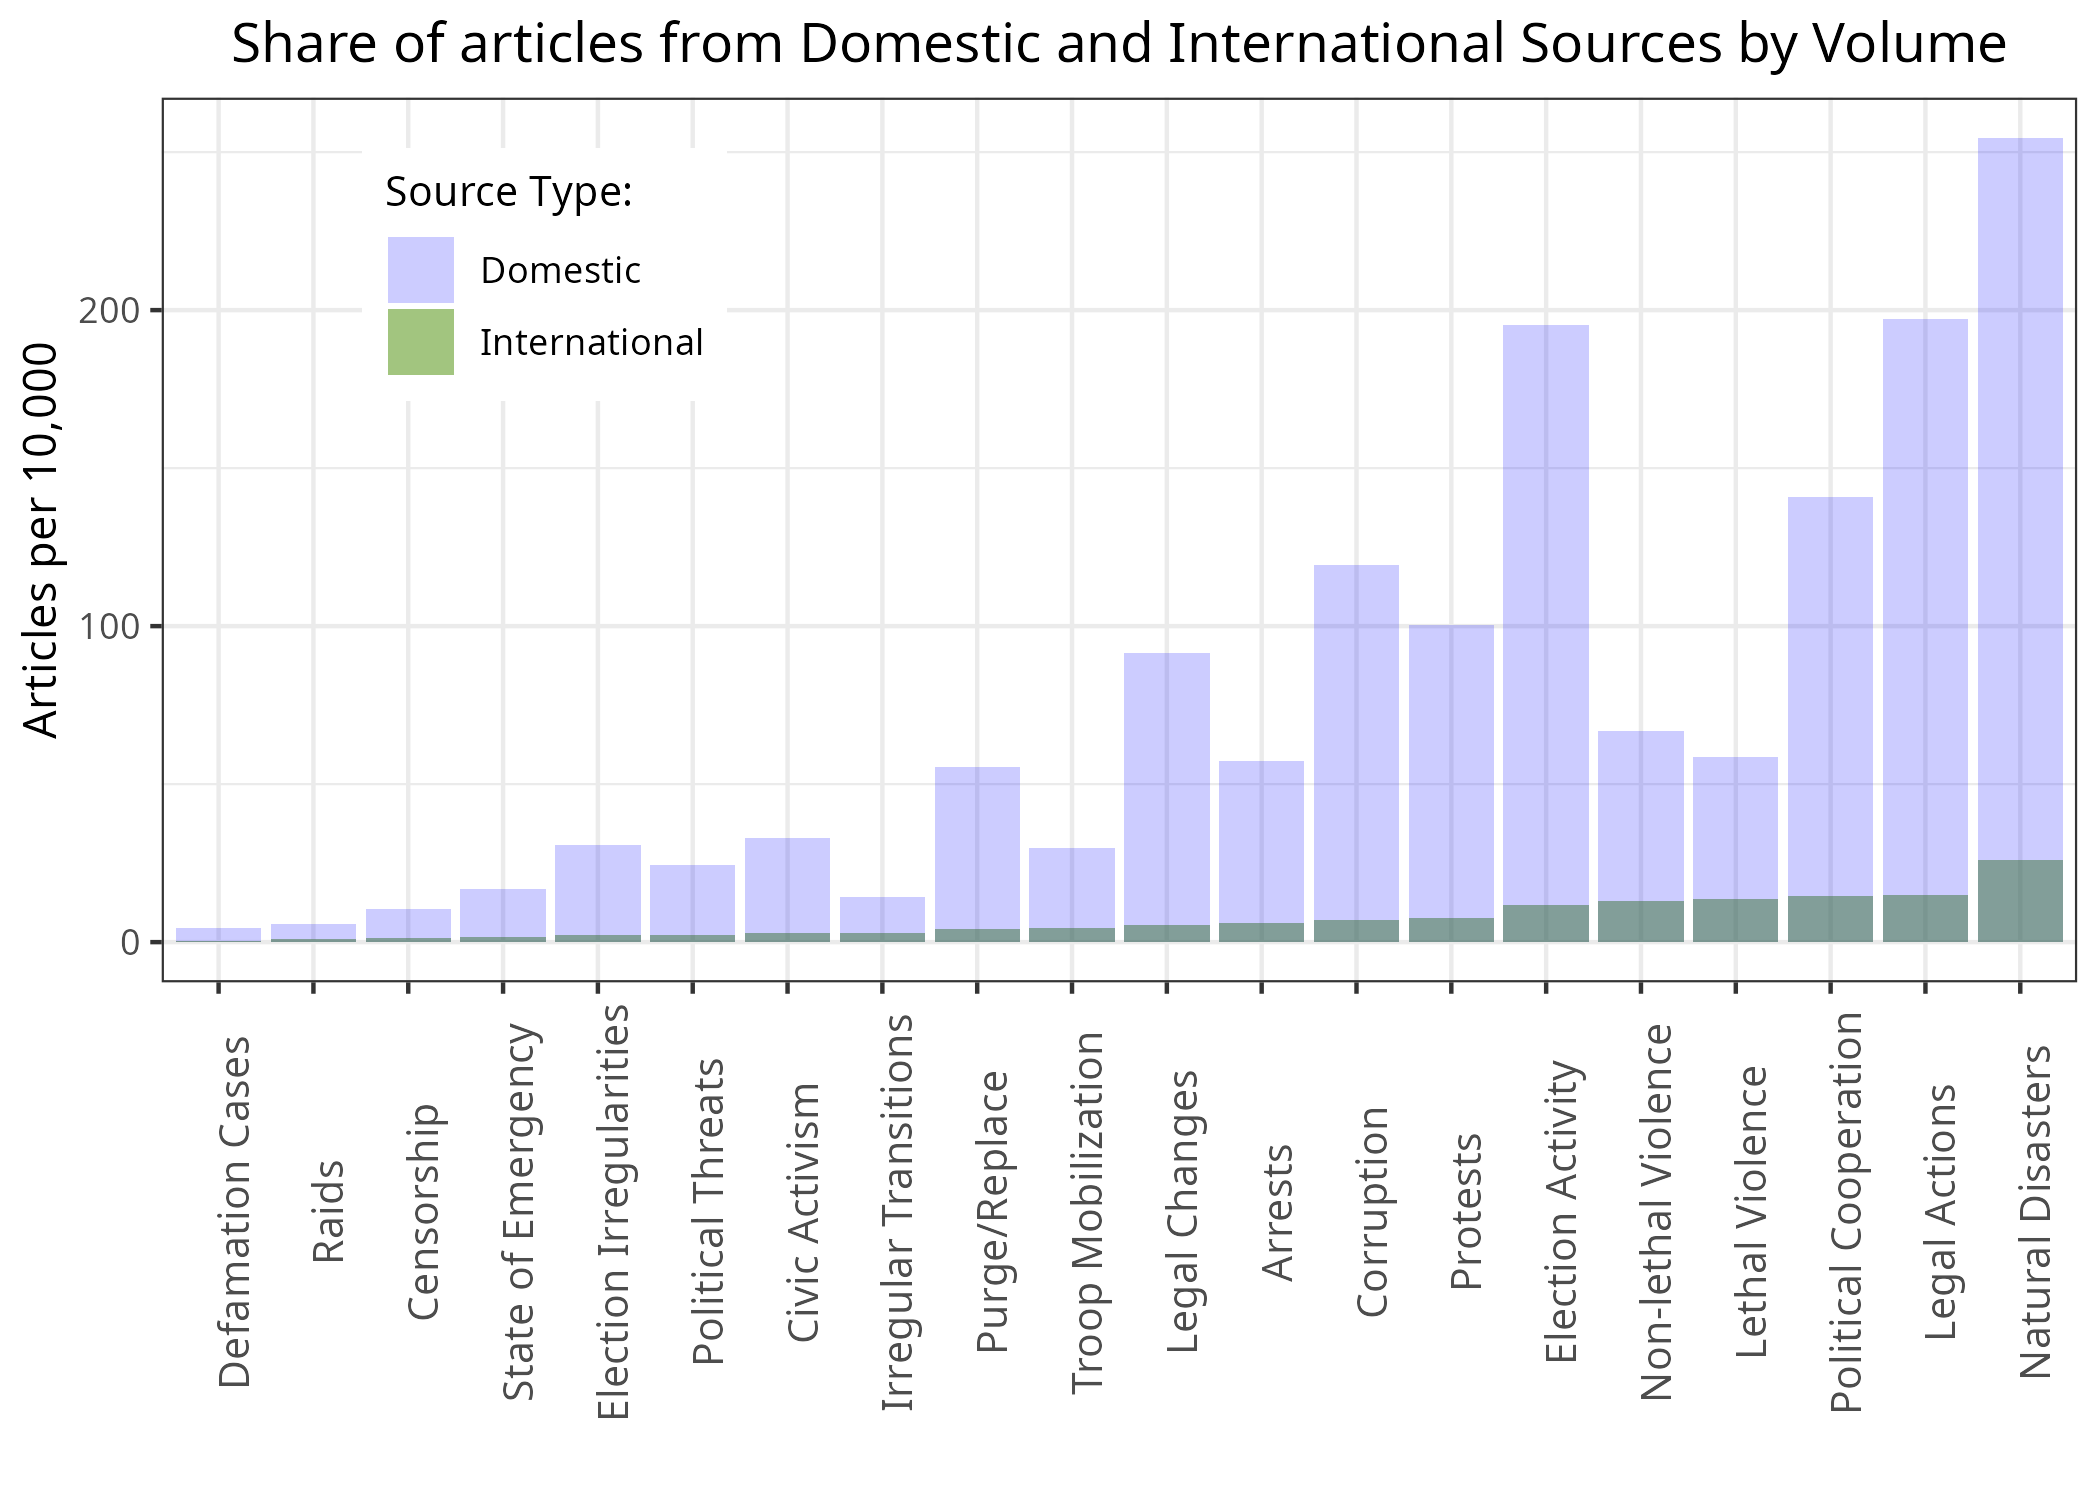 Share of articles from Domestic and International Sources by Volume
Articles per 10,000
200
100
0
Source Type:
Domestic
International
Defamation Cases
Raids
Censorship
State of Emergency
Election Irregularities
Political Threats
Civic Activism
Irregular Transitions
Purge/Replace
Troop Mobilization
Legal Changes
Arrests
Corruption
Protests
Election Activity
Non-lethal Violence
Lethal Violence
Political Cooperation
Legal Actions
Natural Disasters